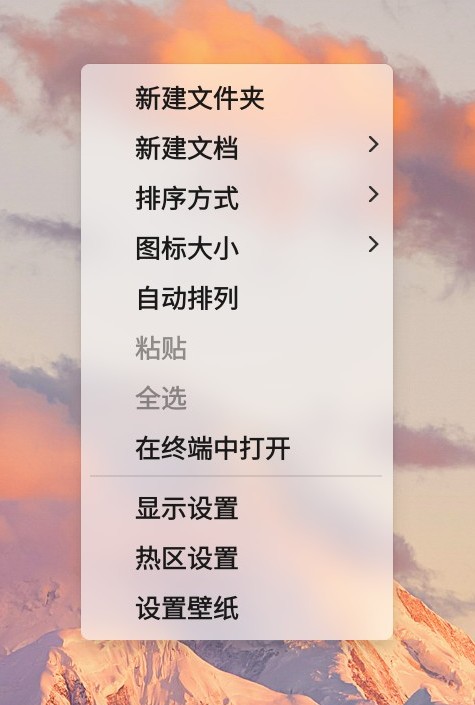 新建文件夹
新建文档
排序方式
图标大小
自动排列
粘贴
全选
在终端中打开
显示设置
热区设置
设置壁纸